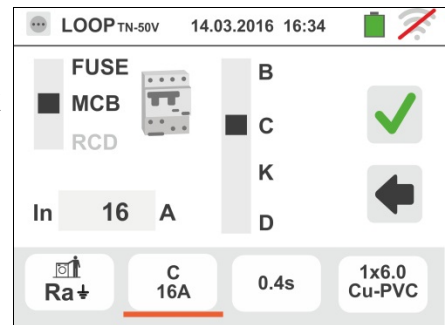 LOOP TN-50V 14.03.2016 16:34
FUSE
MCB
RCD
B
C
K
D
In 16 A
Ra
C
16A
0.4s
1x6.0
Cu-PVC